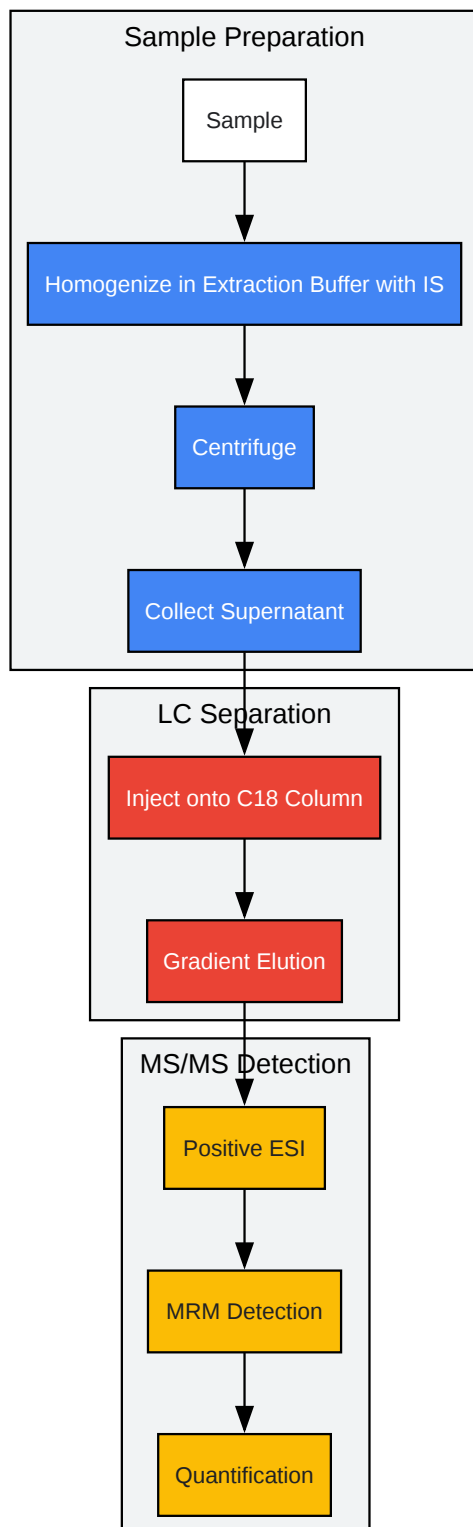 Sample Preparation
Sample
Homogenize in Extraction Buffer with IS
Centrifuge
Collect Supernatant
LC Separation
Inject onto C18 Column
Gradient Elution
MS/MS Detection
Positive ESI
MRM Detection
Quantification